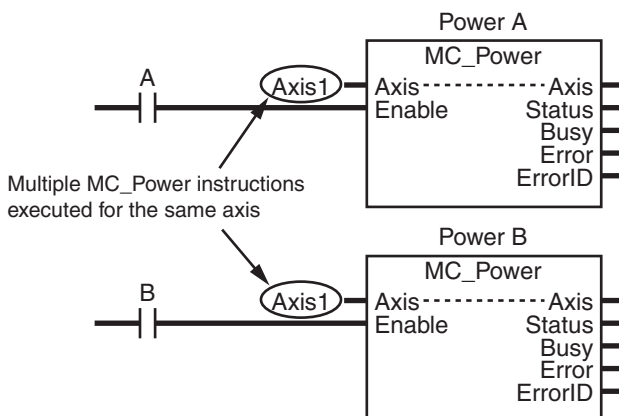 Power A
MC_Power
A
Axis1
Axis Axis
Enable Status
Busy
Error
ErrorID
Multiple MC_Power instructions
executed for the same axis
Power B
MC_Power
B
Axis1
Axis Axis
Enable Status
Busy
Error
ErrorID